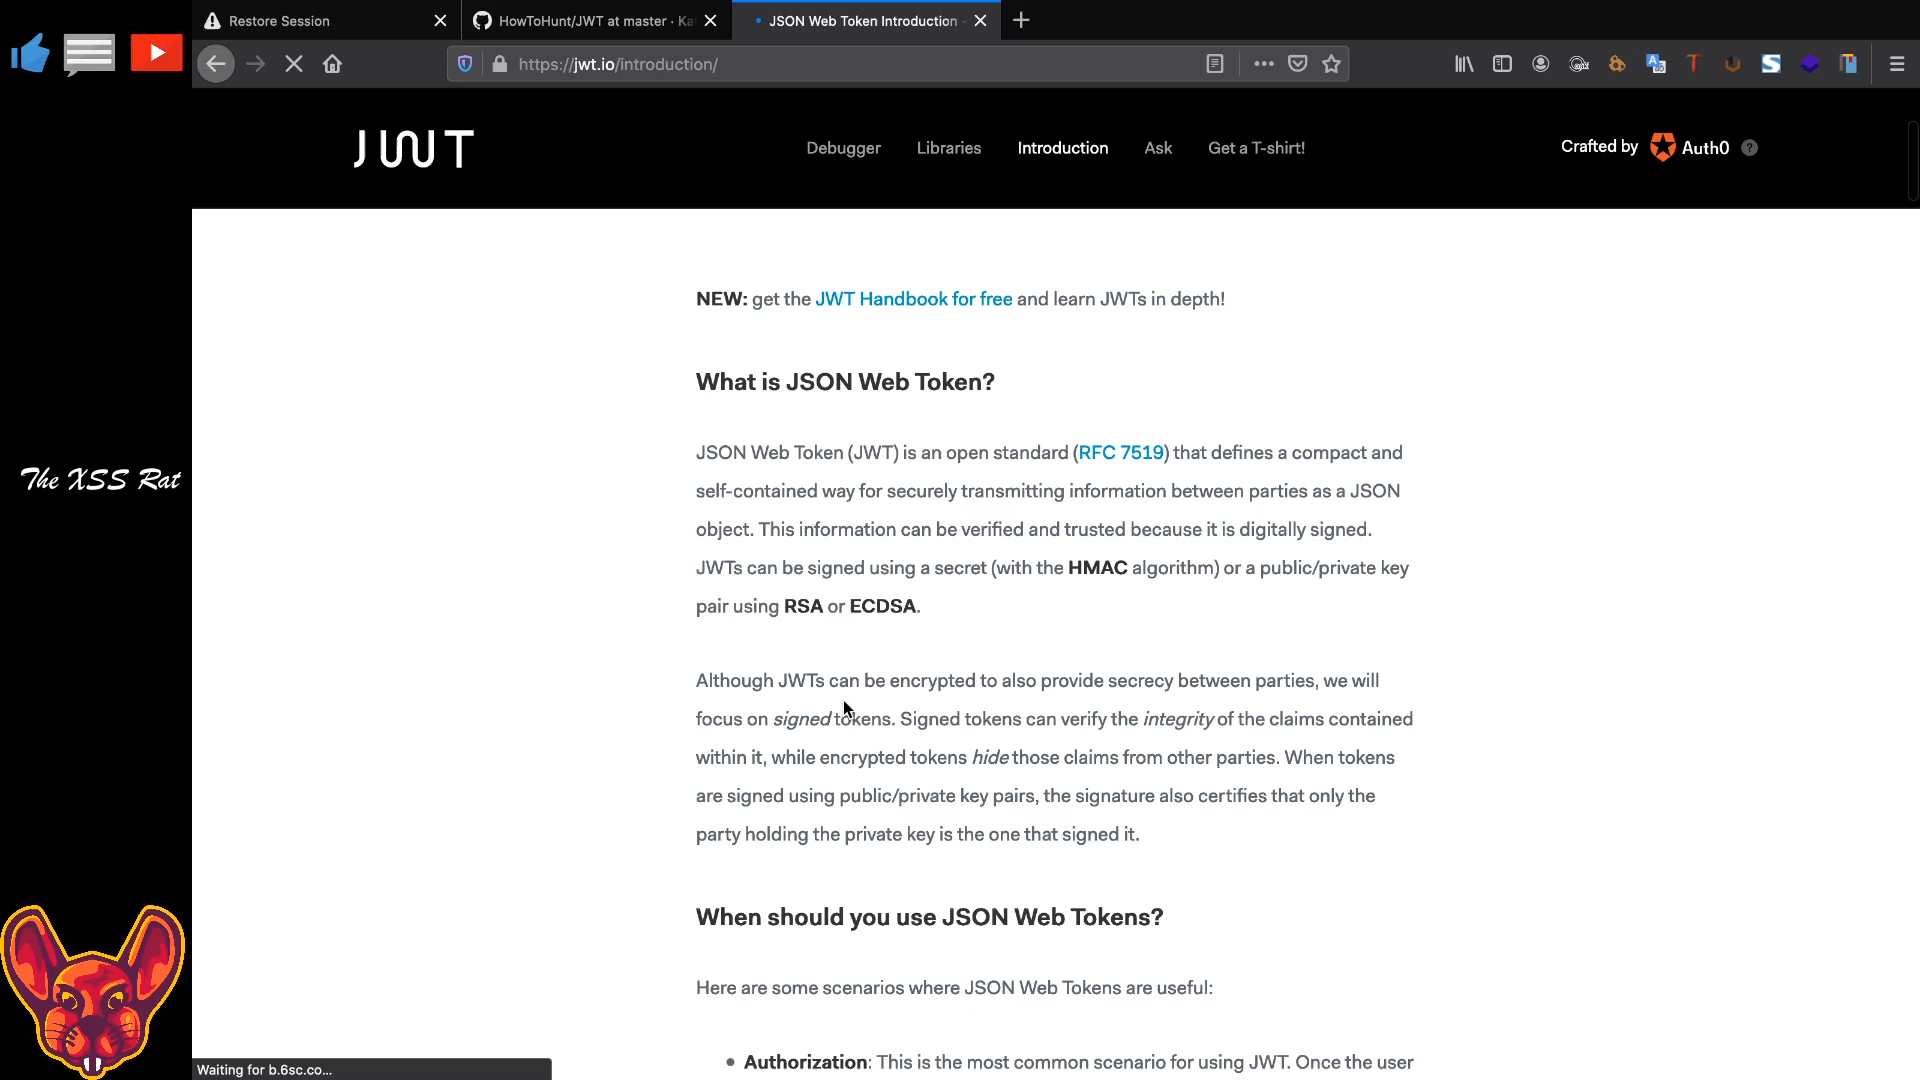 Restore Session
HowToHunt/JWT at master · Ka
JSON Web Token Introduction -
https://jwt.io/introduction/
JWT
Debugger
Libraries
Introduction
Ask
Get a T-shirt!
Crafted by Auth0 ?
NEW: get the JWT Handbook for free and learn JWTs in depth!
What is JSON Web Token?
JSON Web Token (JWT) is an open standard (RFC 7519) that defines a compact and
self-contained way for securely transmitting information between parties as a JSON
object. This information can be verified and trusted because it is digitally signed.
JWTs can be signed using a secret (with the HMAC algorithm) or a public/private key
pair using RSA or ECDSA.
The XSS Rat
Although JWTs can be encrypted to also provide secrecy between parties, we will
focus on signed tokens. Signed tokens can verify the integrity of the claims contained
within it, while encrypted tokens hide those claims from other parties. When tokens
are signed using public/private key pairs, the signature also certifies that only the
party holding the private key is the one that signed it.
When should you use JSON Web Tokens?
Here are some scenarios where JSON Web Tokens are useful:
• Authorization: This is the most common scenario for using JWT. Once the user
Waiting for b.6sc.co...